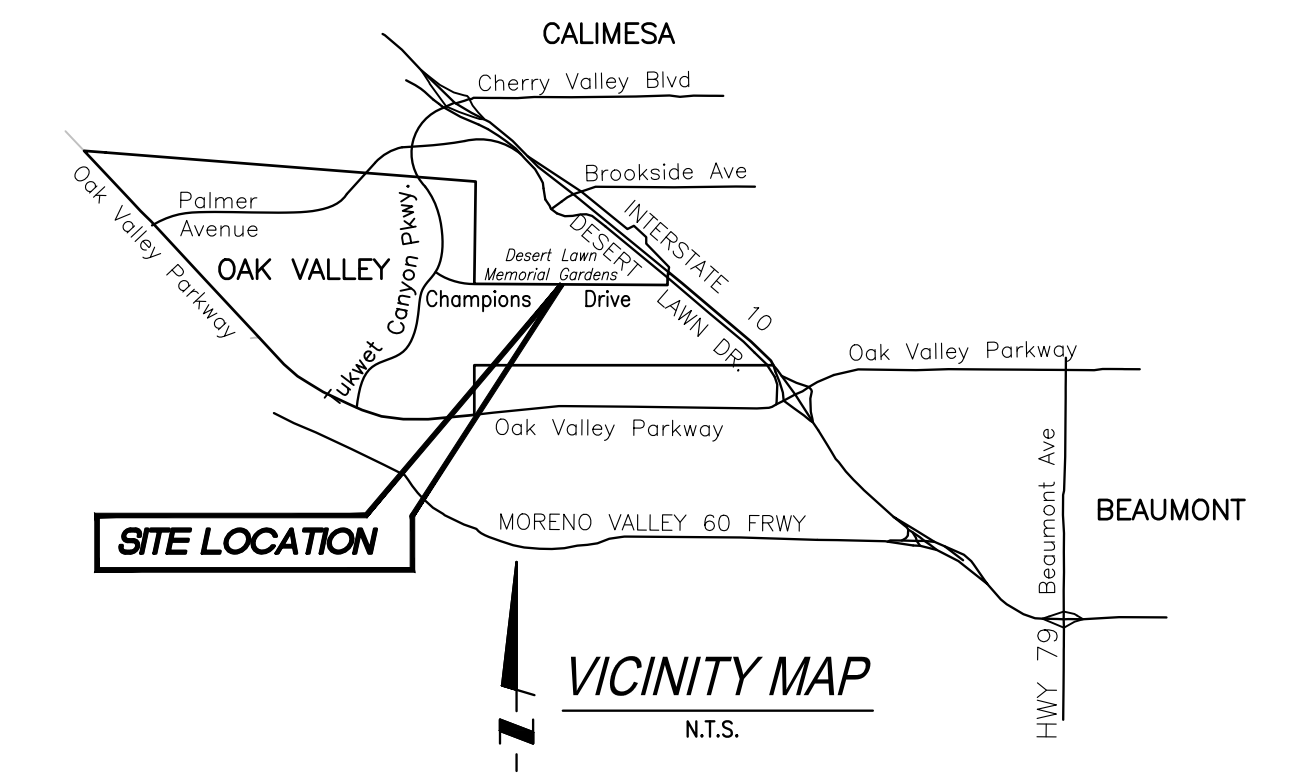 CALIMESA
Cherry Valley Blvd
Brookside Ave
Oak Valley Parkway
Palmer
Avenue
OAK VALLEY
Tukwet Canyon Pkwy.
Desert Lawn
Memorial Gardens
Champions Drive
INTERSTATE 10
DESERT LAWN DR.
Oak Valley Parkway
Oak Valley Parkway
SITE LOCATION
MORENO VALLEY 60 FRWY
HWY 79 Beaumont Ave
BEAUMONT
VICINITY MAP
N.T.S.
N